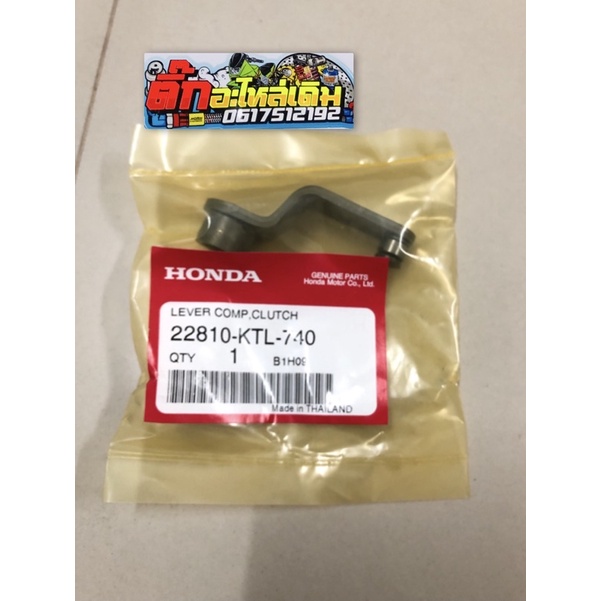 ติ๊กอะไหล่เดิม
0617512192
HONDA
GENUINE PARTS
Honda Motor Co., Ltd.
LEVER COMP,CLUTCH
22810-KTL-740
QTY 1 B1H09
Made in THAILAND